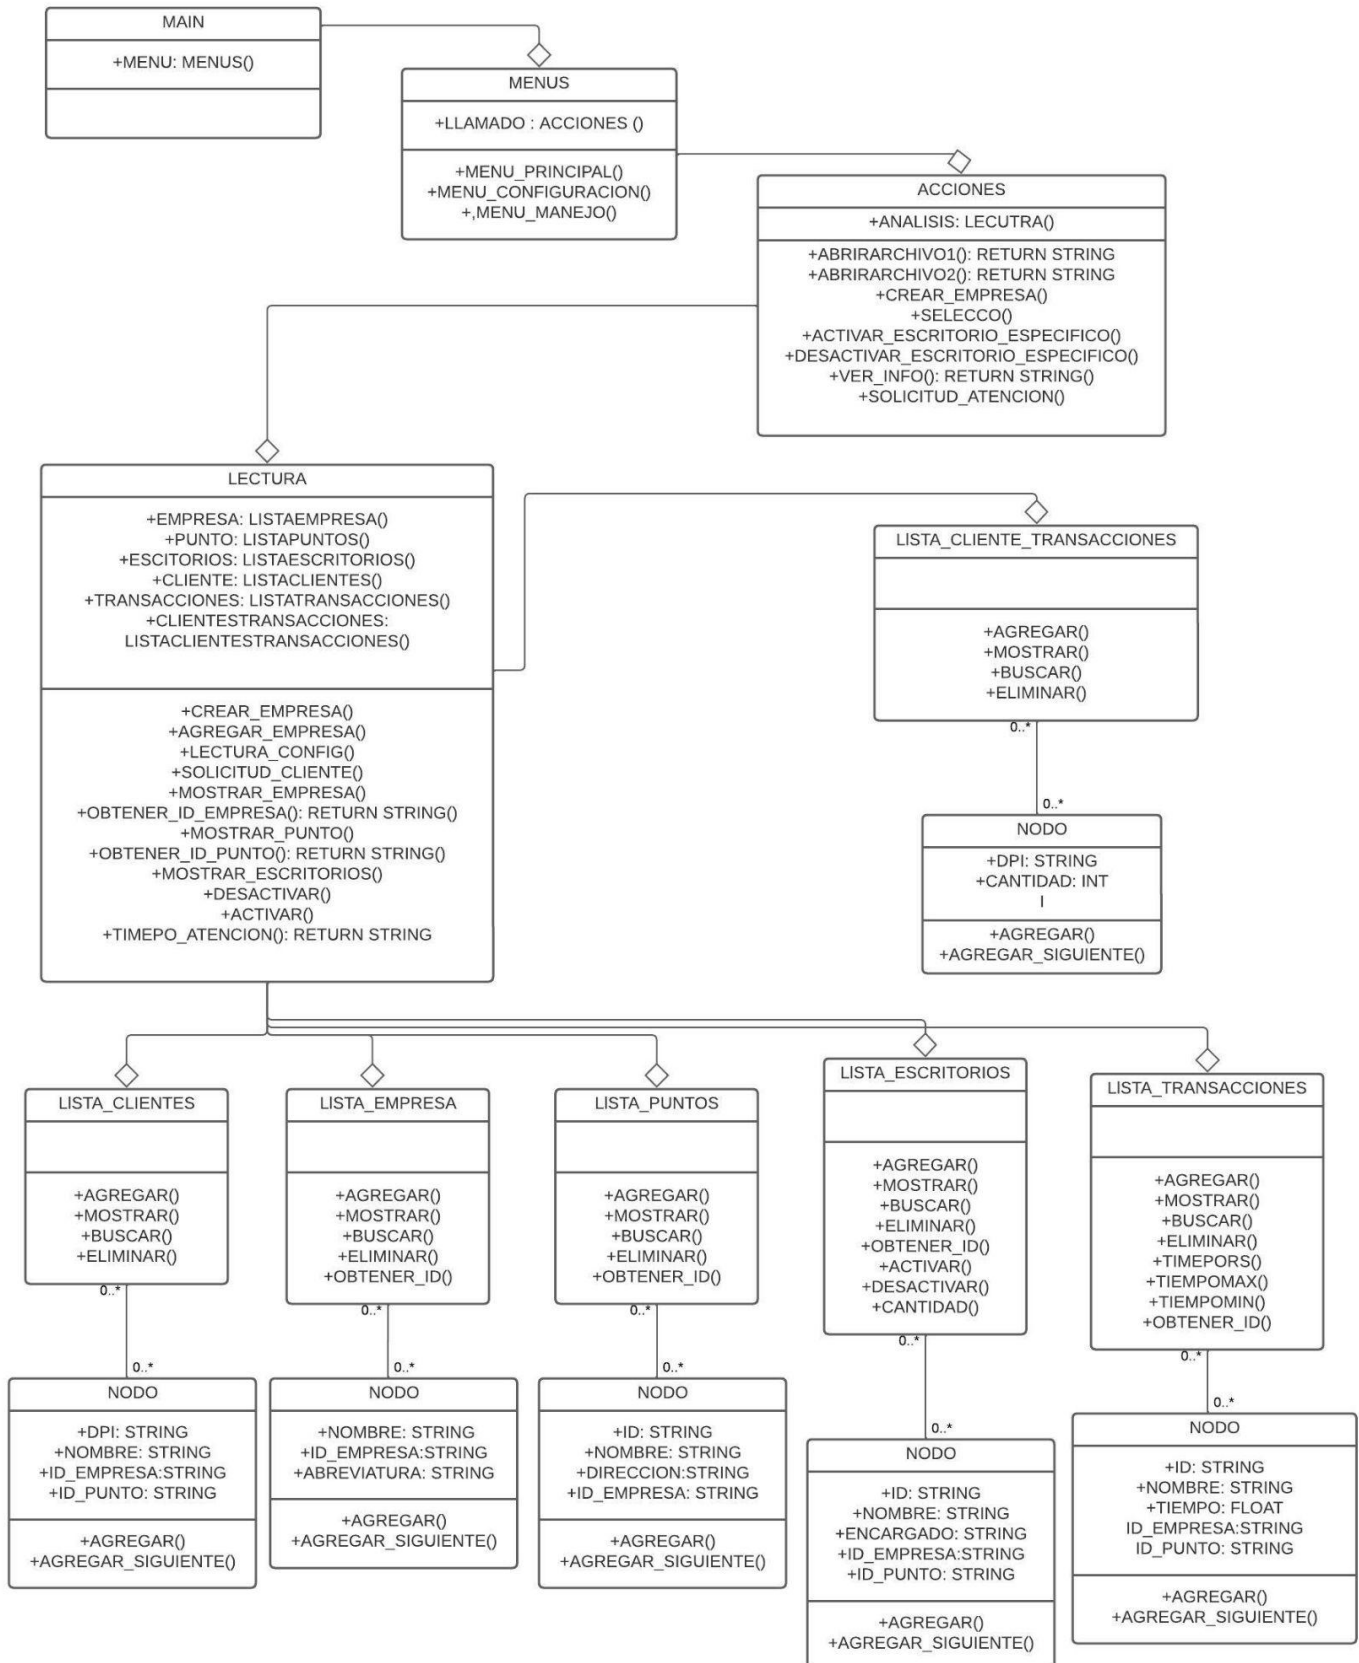 MAIN
+MENU: MENUS()
MENUS
+LLAMADO : ACCIONES ()
+MENU_PRINCIPAL()
+MENU_CONFIGURACION()
+,MENU_MANEJO()
ACCIONES
+ANALISIS: LECUTRA()
+ABRIRARCHIVO1(): RETURN STRING
+ABRIRARCHIVO2(): RETURN STRING
+CREAR_EMPRESA()
+SELECCO()
+ACTIVAR_ESCRITORIO_ESPECIFICO()
+DESACTIVAR_ESCRITORIO_ESPECIFICO()
+VER_INFO(): RETURN STRING()
+SOLICITUD_ATENCION()
LECTURA
+EMPRESA: LISTAEMPRESA()
+PUNTO: LISTAPUNTOS()
+ESCITORIOS: LISTAESCRITORIOS()
+CLIENTE: LISTACLIENTES()
+TRANSACCIONES: LISTATRANSACCIONES()
+CLIENTESTRANSACCIONES:
LISTACLIENTESTRANSACCIONES()
+CREAR_EMPRESA()
+AGREGAR_EMPRESA()
+LECTURA_CONFIG()
+SOLICITUD_CLIENTE()
+MOSTRAR_EMPRESA()
+OBTENER_ID_EMPRESA(): RETURN STRING()
+MOSTRAR_PUNTO()
+OBTENER_ID_PUNTO(): RETURN STRING()
+MOSTRAR_ESCRITORIOS()
+DESACTIVAR()
+ACTIVAR()
+TIMEPO_ATENCION(): RETURN STRING
LISTA_CLIENTE_TRANSACCIONES
+AGREGAR()
+MOSTRAR()
+BUSCAR()
+ELIMINAR()
0..*
0..*
NODO
+DPI: STRING
+CANTIDAD: INT
I
+AGREGAR()
+AGREGAR_SIGUIENTE()
LISTA_CLIENTES
+AGREGAR()
+MOSTRAR()
+BUSCAR()
+ELIMINAR()
0..*
0..*
NODO
+DPI: STRING
+NOMBRE: STRING
+ID_EMPRESA:STRING
+ID_PUNTO: STRING
+AGREGAR()
+AGREGAR_SIGUIENTE()
LISTA_EMPRESA
+AGREGAR()
+MOSTRAR()
+BUSCAR()
+ELIMINAR()
+OBTENER_ID()
0..*
0..*
NODO
+NOMBRE: STRING
+ID_EMPRESA:STRING
+ABREVIATURA: STRING
+AGREGAR()
+AGREGAR_SIGUIENTE()
LISTA_PUNTOS
+AGREGAR()
+MOSTRAR()
+BUSCAR()
+ELIMINAR()
+OBTENER_ID()
0..*
0..*
NODO
+ID: STRING
+NOMBRE: STRING
+DIRECCION:STRING
+ID_EMPRESA: STRING
+AGREGAR()
+AGREGAR_SIGUIENTE()
LISTA_ESCRITORIOS
+AGREGAR()
+MOSTRAR()
+BUSCAR()
+ELIMINAR()
+OBTENER_ID()
+ACTIVAR()
+DESACTIVAR()
+CANTIDAD()
0..*
0..*
NODO
+ID: STRING
+NOMBRE: STRING
+ENCARGADO: STRING
+ID_EMPRESA:STRING
+ID_PUNTO: STRING
+AGREGAR()
+AGREGAR_SIGUIENTE()
LISTA_TRANSACCIONES
+AGREGAR()
+MOSTRAR()
+BUSCAR()
+ELIMINAR()
+TIMEPORS()
+TIEMPOMAX()
+TIEMPOMIN()
+OBTENER_ID()
0..*
0..*
NODO
+ID: STRING
+NOMBRE: STRING
+TIEMPO: FLOAT
ID_EMPRESA:STRING
ID_PUNTO: STRING
+AGREGAR()
+AGREGAR_SIGUIENTE()